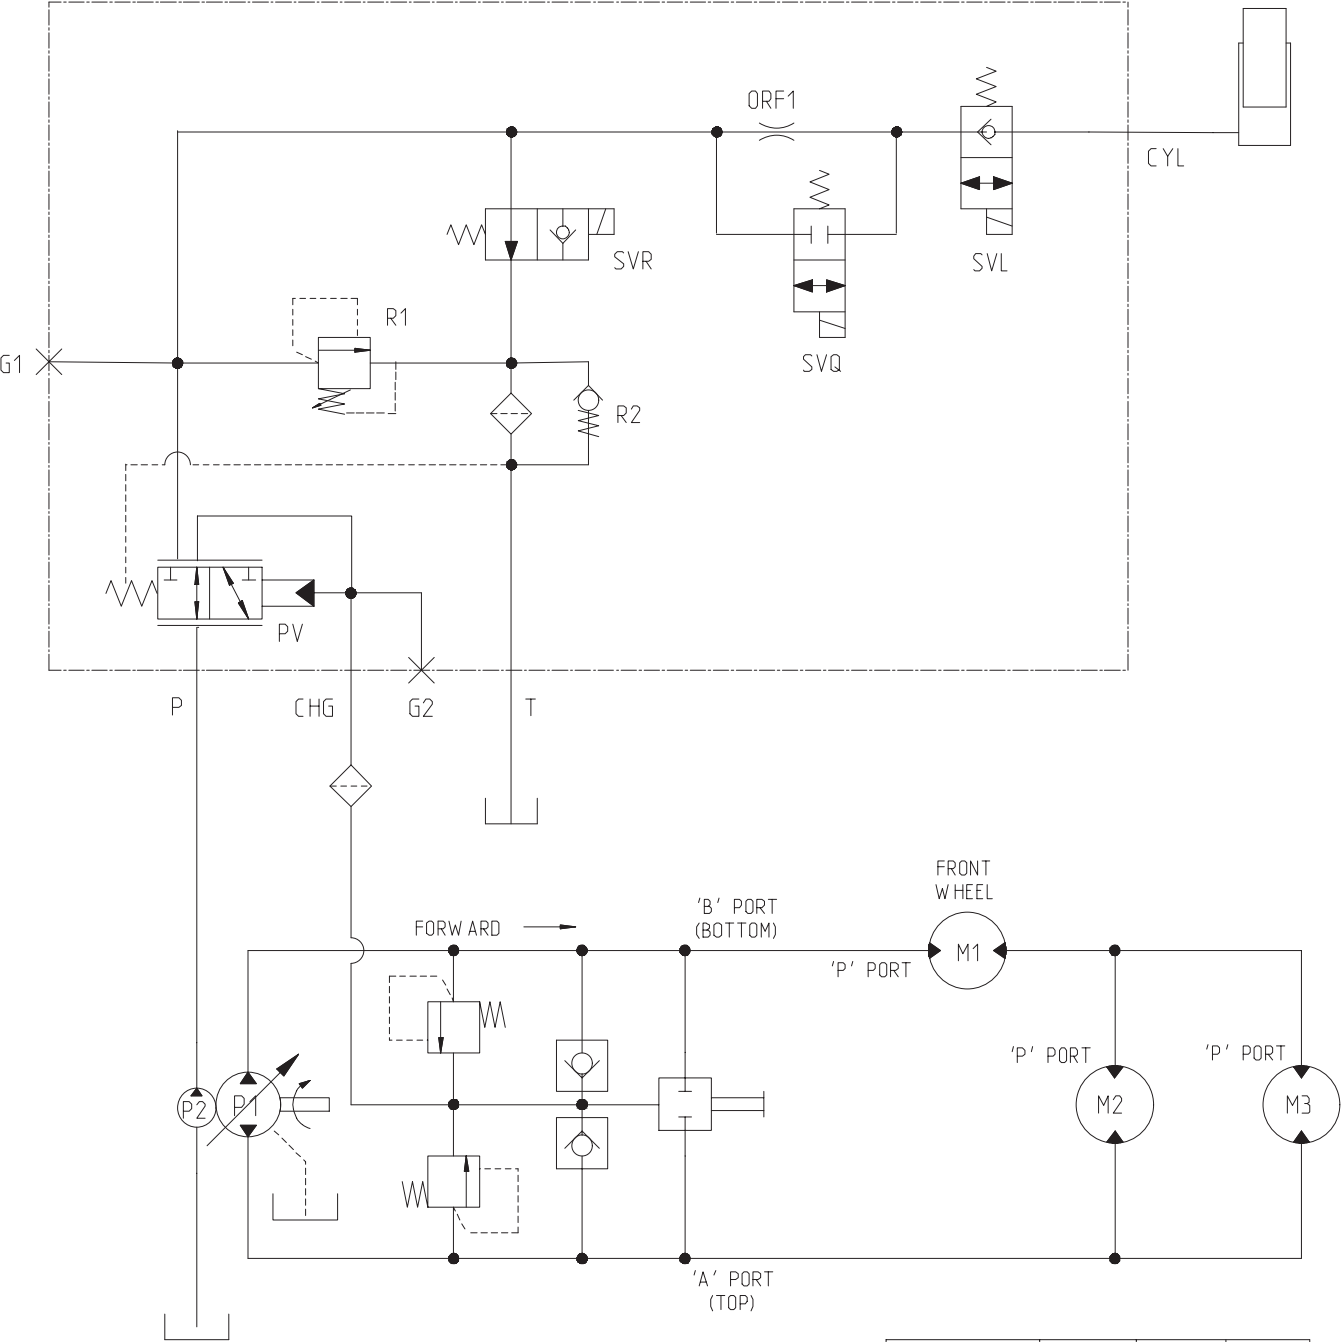 ORF1
CYL
SVR
SVL
R1
G1
SVQ
R2
PV
P
CHG
G2
T
FRONT
WHEEL
'B' PORT
(BOTTOM)
FORWARD
'P' PORT
M1
'P' PORT
'P' PORT
P2
P1
M2
M3
'A' PORT
(TOP)